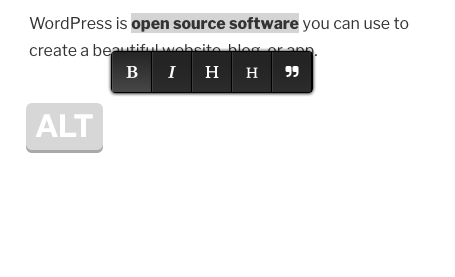 WordPress is open source software you can use to
create a beautiful website, blog, or app.
B I H H ❞
ALT